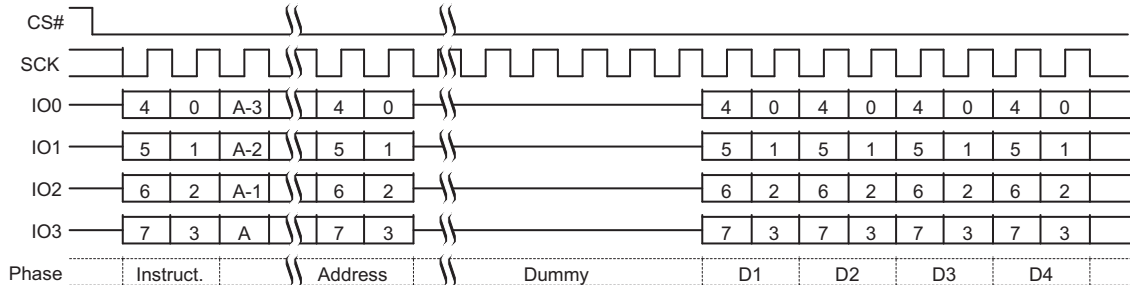 CS#
SCK
IO0 4 0 A-3 4 0 4 0 4 0 4 0 4 0
IO1 5 1 A-2 5 1 5 1 5 1 5 1 5 1
IO2 6 2 A-1 6 2 6 2 6 2 6 2 6 2
IO3 7 3 A 7 3 7 3 7 3 7 3 7 3
Phase Instruct. Address Dummy D1 D2 D3 D4